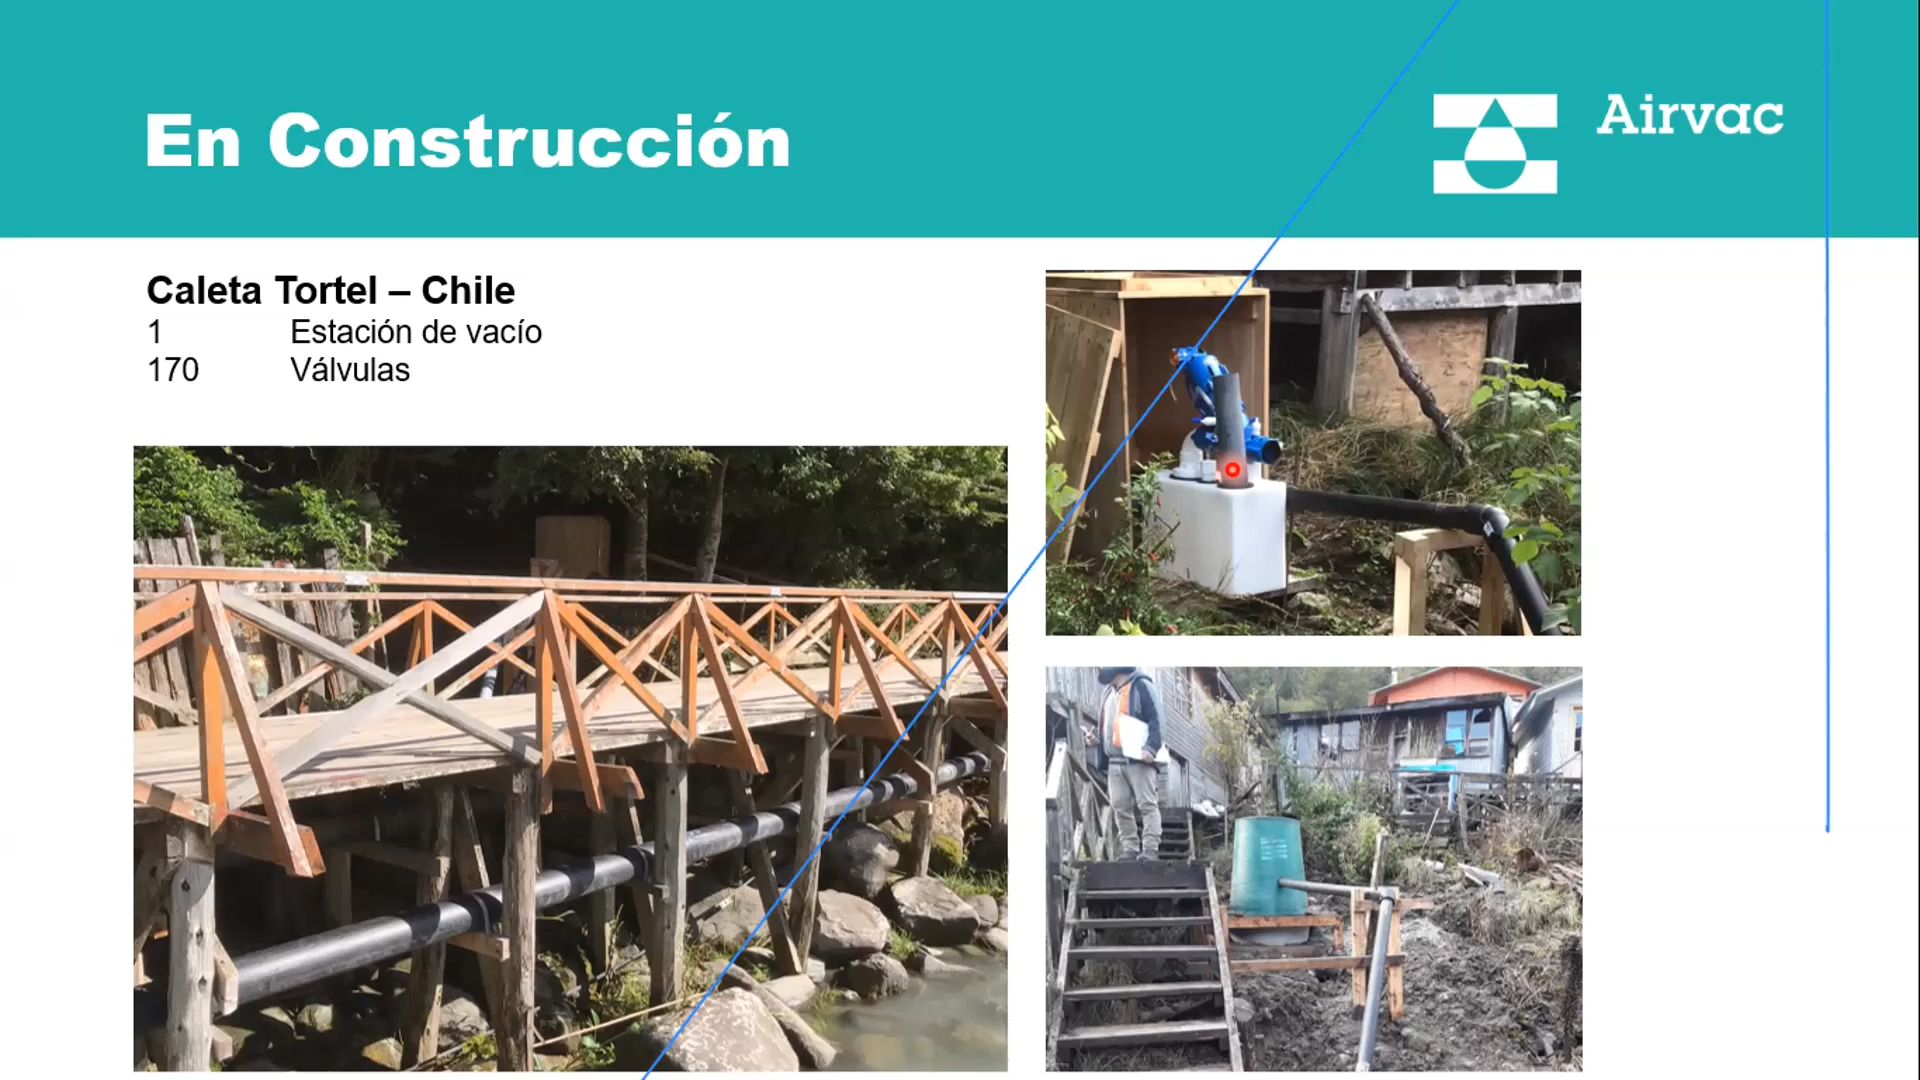 En Construcción
Airvac
Caleta Tortel – Chile
1 Estación de vacío
170 Válvulas